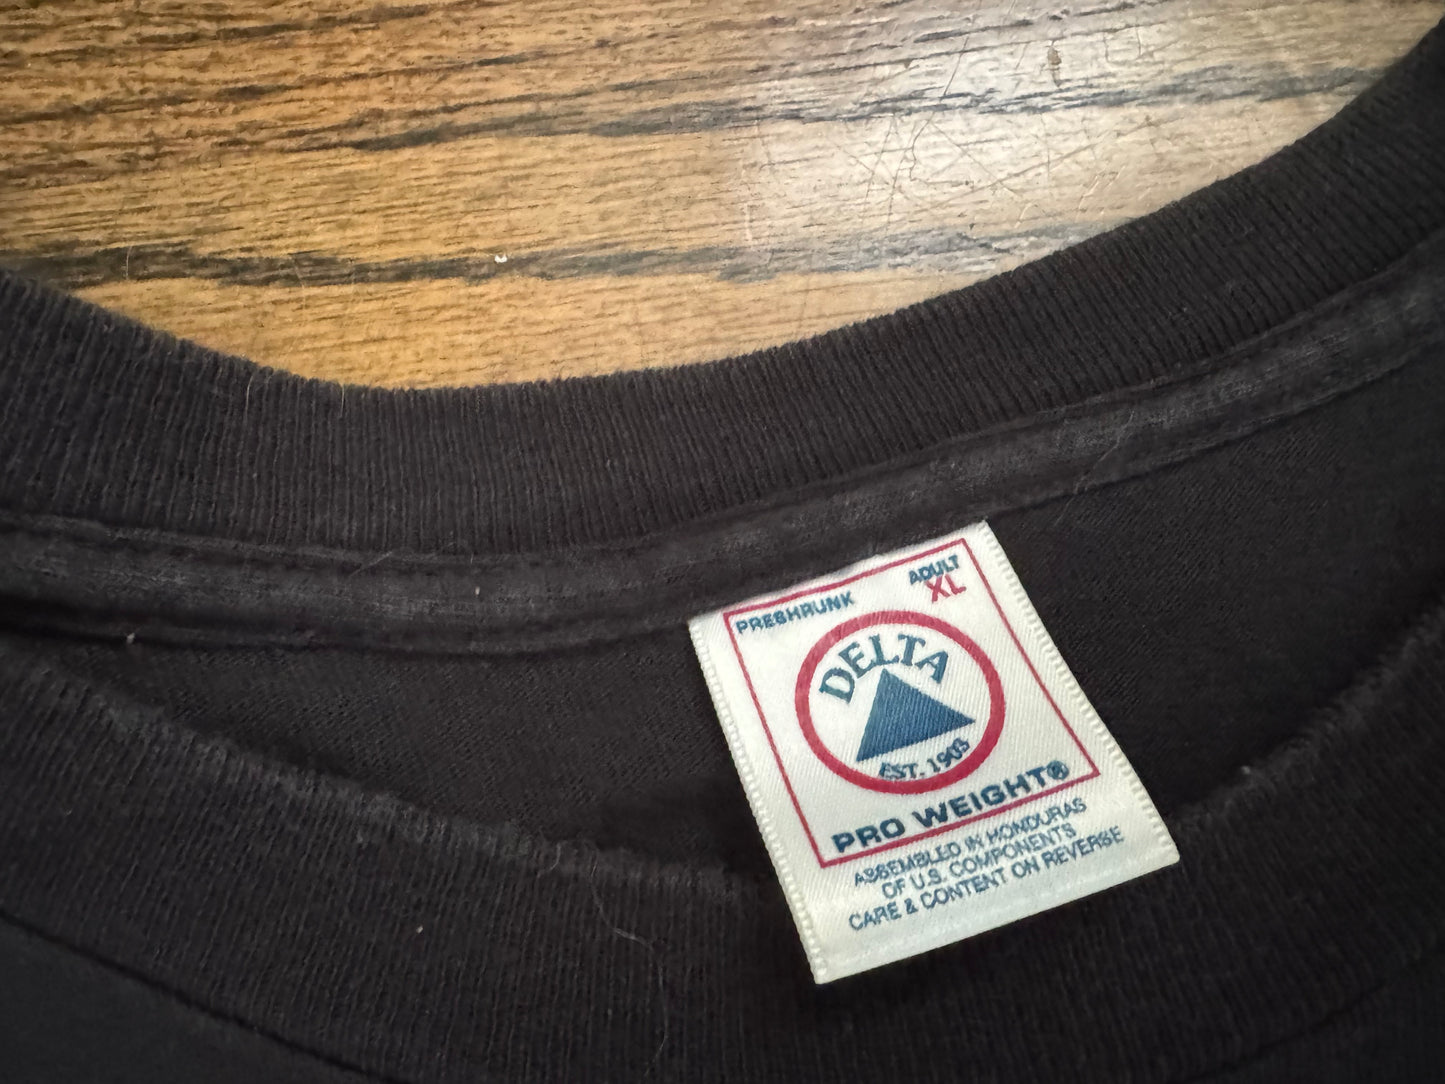 PRESHRUNK
ADULT
XL
DELTA
EST. 1903
PRO WEIGHT®
ASSEMBLED IN HONDURAS
OF U.S. COMPONENTS
CARE & CONTENT ON REVERSE